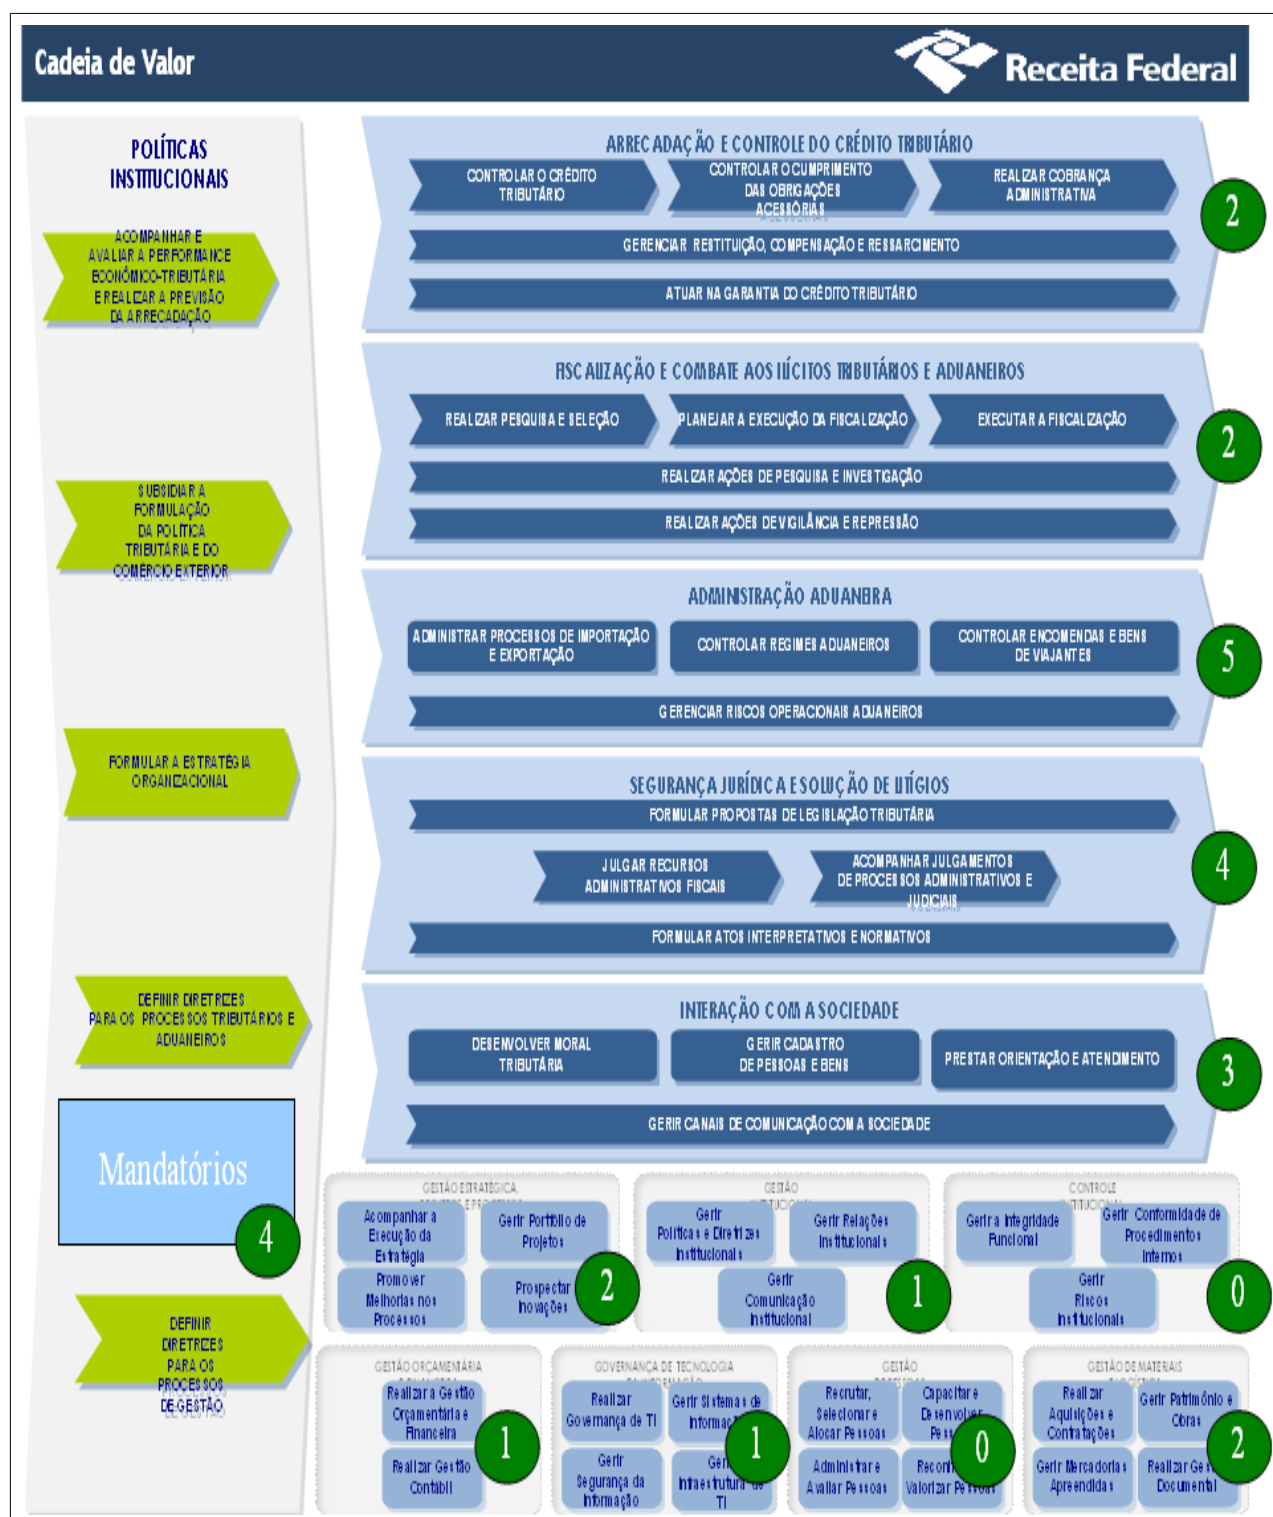 Cadeia de Valor
Receita Federal
POLÍTICAS
INSTITUCIONAIS
ACOMPANHAR E
AVALIAR A PERFORMANCE
ECONÔMICO-TRIBUTÁRIA
E REALIZAR A PREVISÃO
DA ARRECADAÇÃO
SUBSIDIAR A
FORMULAÇÃO
DA POLÍTICA
TRIBUTÁRIA E DO
COMÉRCIO EXTERIOR
FORMULAR A ESTRATÉGIA
ORGANIZACIONAL
DEFINIR DIRETRIZES
PARA OS PROCESSOS TRIBUTÁRIOS E
ADUANEIROS
Mandatórios
4
DEFINIR
DIRETRIZES
PARA OS
PROCESSOS
DE GESTÃO
ARRECADAÇÃO E CONTROLE DO CRÉDITO TRIBUTÁRIO
CONTROLAR O CRÉDITO
TRIBUTÁRIO
CONTROLAR O CUMPRIMENTO
DAS OBRIGAÇÕES
ACESSÓRIAS
REALIZAR COBRANÇA
ADMINISTRATIVA
2
GERENCIAR RESTITUIÇÃO, COMPENSAÇÃO E RESSARCIMENTO
ATUAR NA GARANTIA DO CRÉDITO TRIBUTÁRIO
FISCALIZAÇÃO E COMBATE AOS ILÍCITOS TRIBUTÁRIOS E ADUANEIROS
REALIZAR PESQUISA E SELEÇÃO
PLANEJAR A EXECUÇÃO DA FISCALIZAÇÃO
EXECUTAR A FISCALIZAÇÃO
2
REALIZAR AÇÕES DE PESQUISA E INVESTIGAÇÃO
REALIZAR AÇÕES DE VIGILÂNCIA E REPRESSÃO
ADMINISTRAÇÃO ADUANEIRA
ADMINISTRAR PROCESSOS DE IMPORTAÇÃO
E EXPORTAÇÃO
CONTROLAR REGIMES ADUANEIROS
CONTROLAR ENCOMENDAS E BENS
DE VIAJANTES
5
GERENCIAR RISCOS OPERACIONAIS ADUANEIROS
SEGURANÇA JURÍDICA E SOLUÇÃO DE LITÍGIOS
FORMULAR PROPOSTAS DE LEGISLAÇÃO TRIBUTÁRIA
JULGAR RECURSOS
ADMINISTRATIVOS FISCAIS
ACOMPANHAR JULGAMENTOS
DE PROCESSOS ADMINISTRATIVOS E
JUDICIAIS
4
FORMULAR ATOS INTERPRETATIVOS E NORMATIVOS
INTERAÇÃO COM A SOCIEDADE
DESENVOLVER MORAL
TRIBUTÁRIA
GERIR CADASTRO
DE PESSOAS E BENS
PRESTAR ORIENTAÇÃO E ATENDIMENTO
3
GERIR CANAIS DE COMUNICAÇÃO COM A SOCIEDADE
GESTÃO ESTRATÉGICA,
Acompanhar a
Execução da
Estratégia
Gerir Portfólio de
Projetos
Promover
Melhorias nos
Processos
Prospectar
Inovações
2
GESTÃO
Gerir
Políticas e Diretrizes
Institucionais
Gerir Relações
Institucionais
Gerir
Comunicação
Institucional
1
CONTROLE
Gerir a Integridade
Funcional
Gerir Conformidade de
Procedimentos
Internos
Gerir
Riscos
Institucionais
0
GESTÃO ORÇAMENTÁRIA
Realizar a Gestão
Orçamentária e
Financeira
Realizar Gestão
Contábil
1
GOVERNANÇA DE TECNOLOGIA
Realizar
Governança de TI
Gerir Sistemas de
Gerir
Segurança da
Informação
Infraestrutura de
TI
1
GESTÃO
Recrutar,
Selecionar e
Alocar Pessoas
Capacitar e
Desenvolver
Administrar e
Avaliar Pessoas
Valorizar Pessoas
0
GESTÃO DE MATERIAIS
Realizar
Aquisições e
Contratações
Gerir Patrimônio e
Obras
Gerir Mercadorias
Apreendidas
Realizar
Documental
2